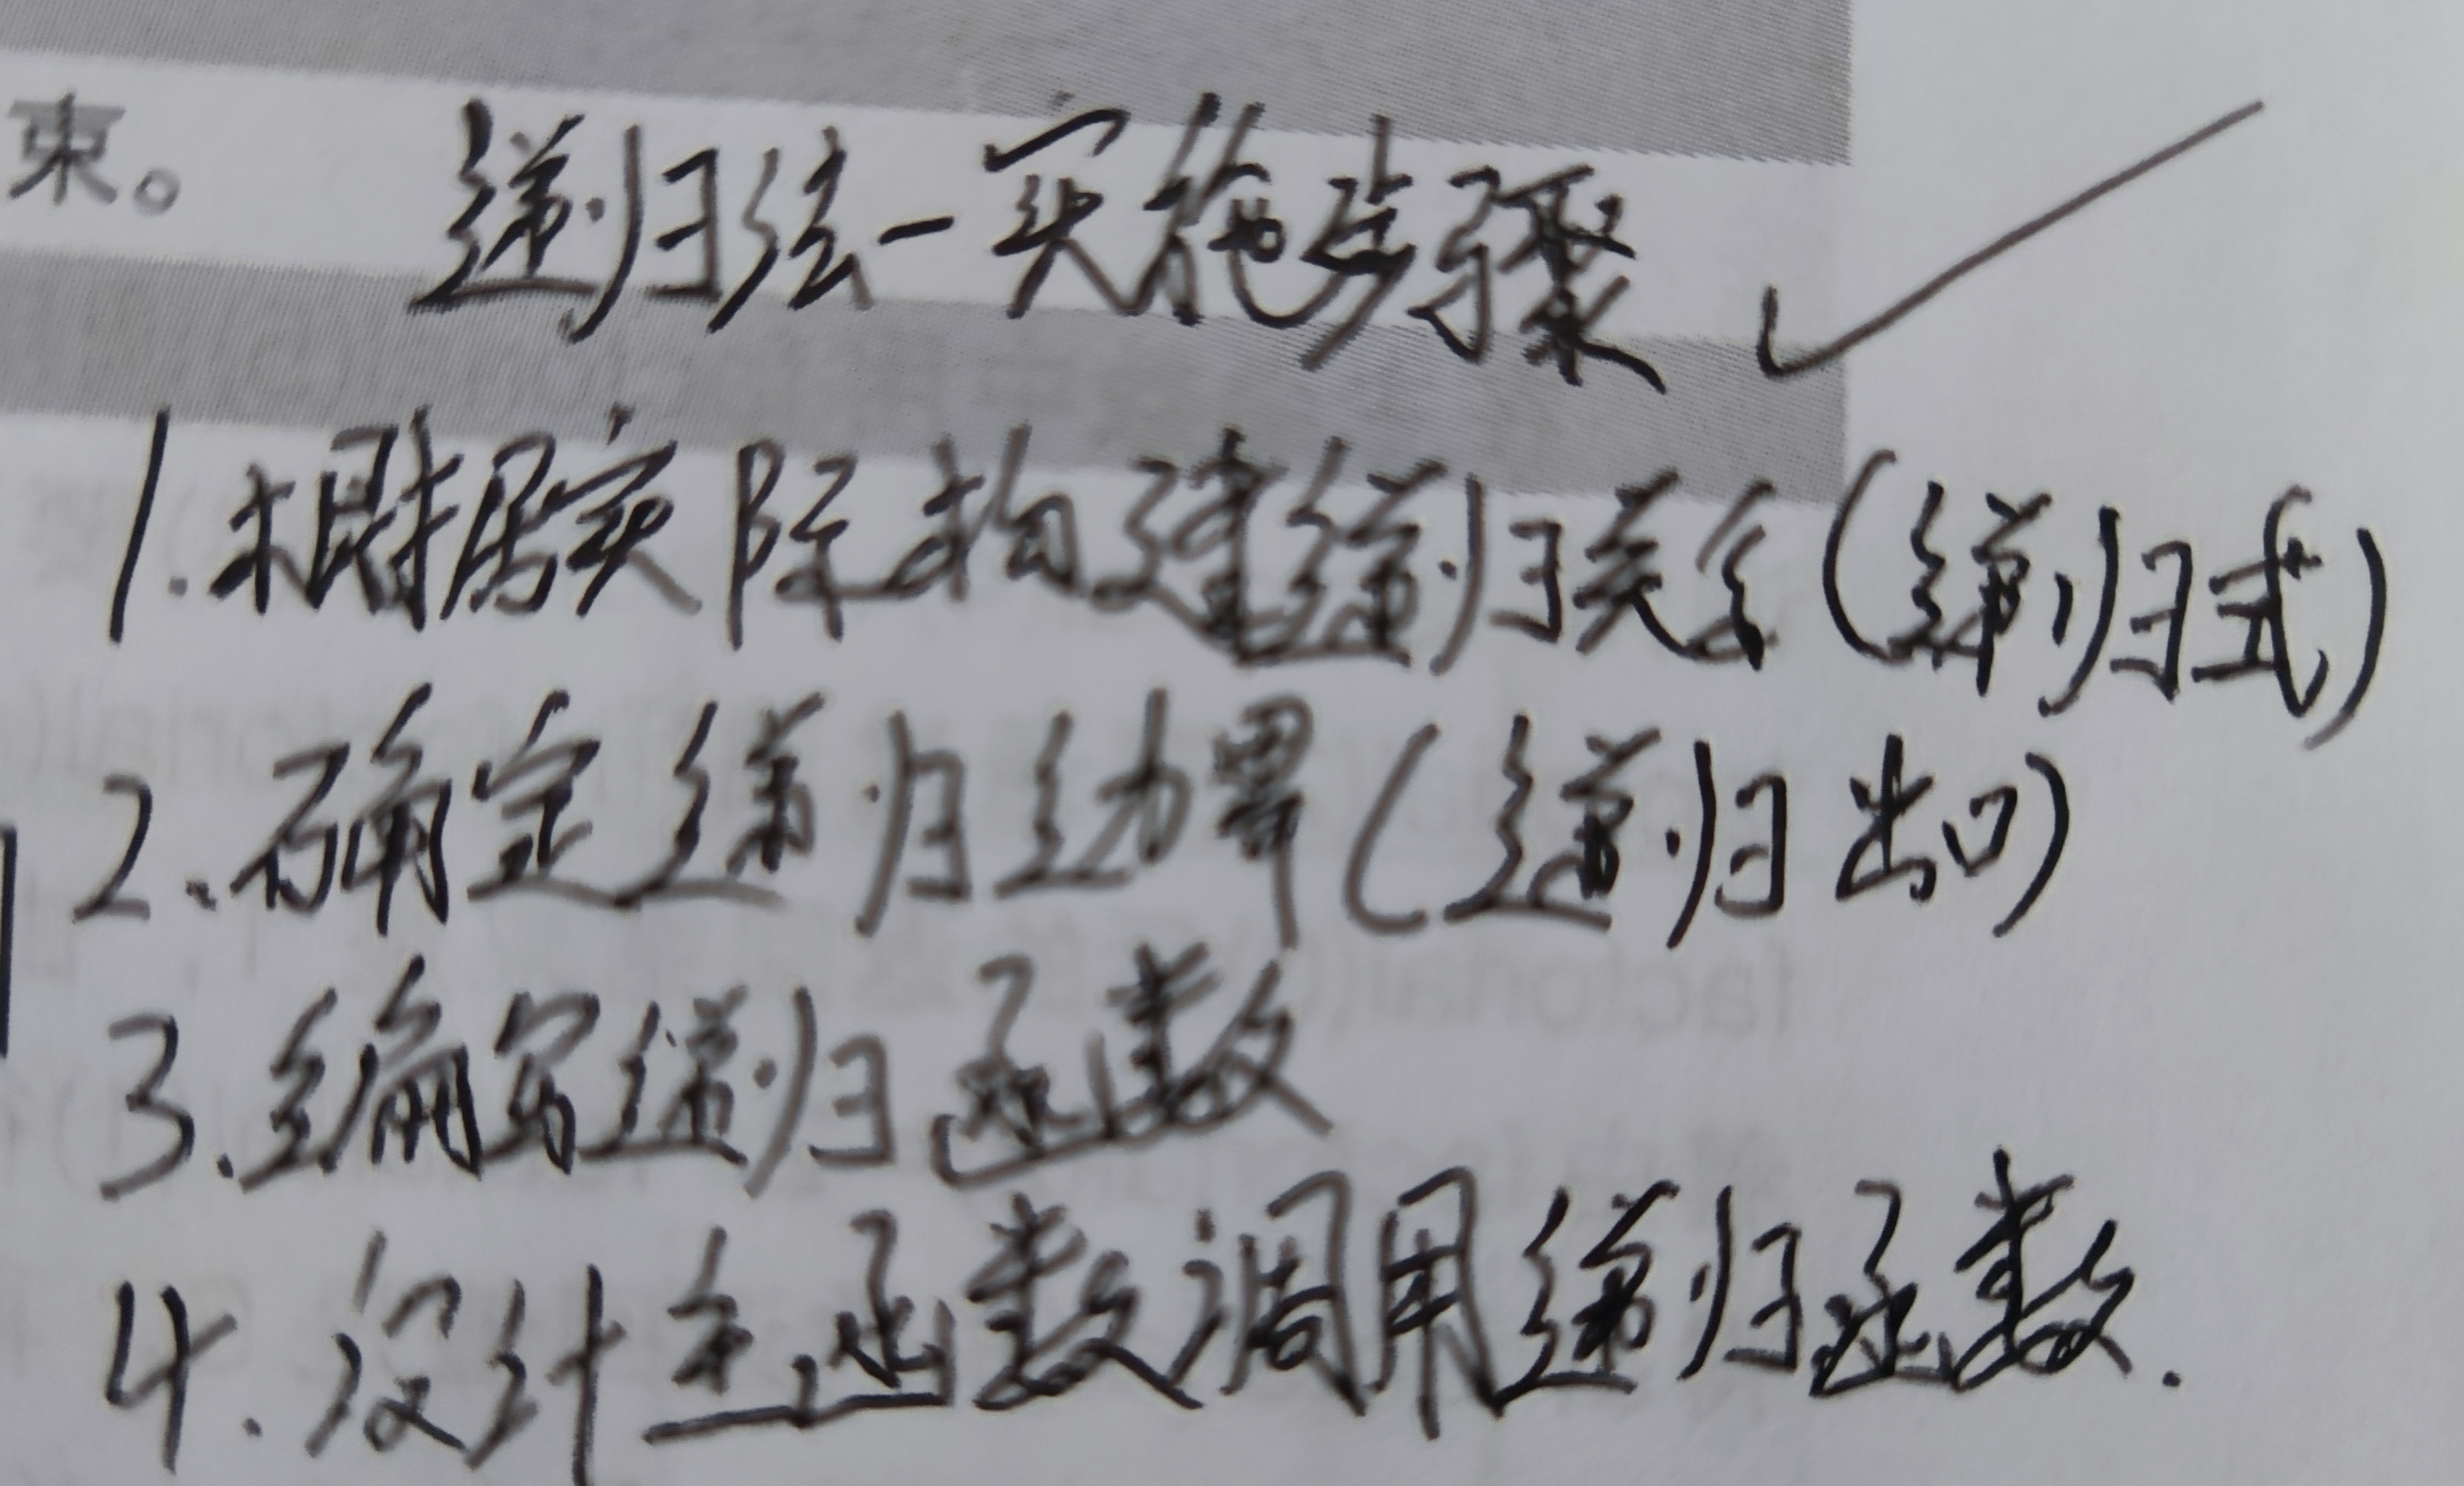 束。
递归法-实施步骤
1.根据实际构建递归关系(递归式)
2.确定递归边界(递归出口)
3.编写递归函数
4.设计主函数调用递归函数.